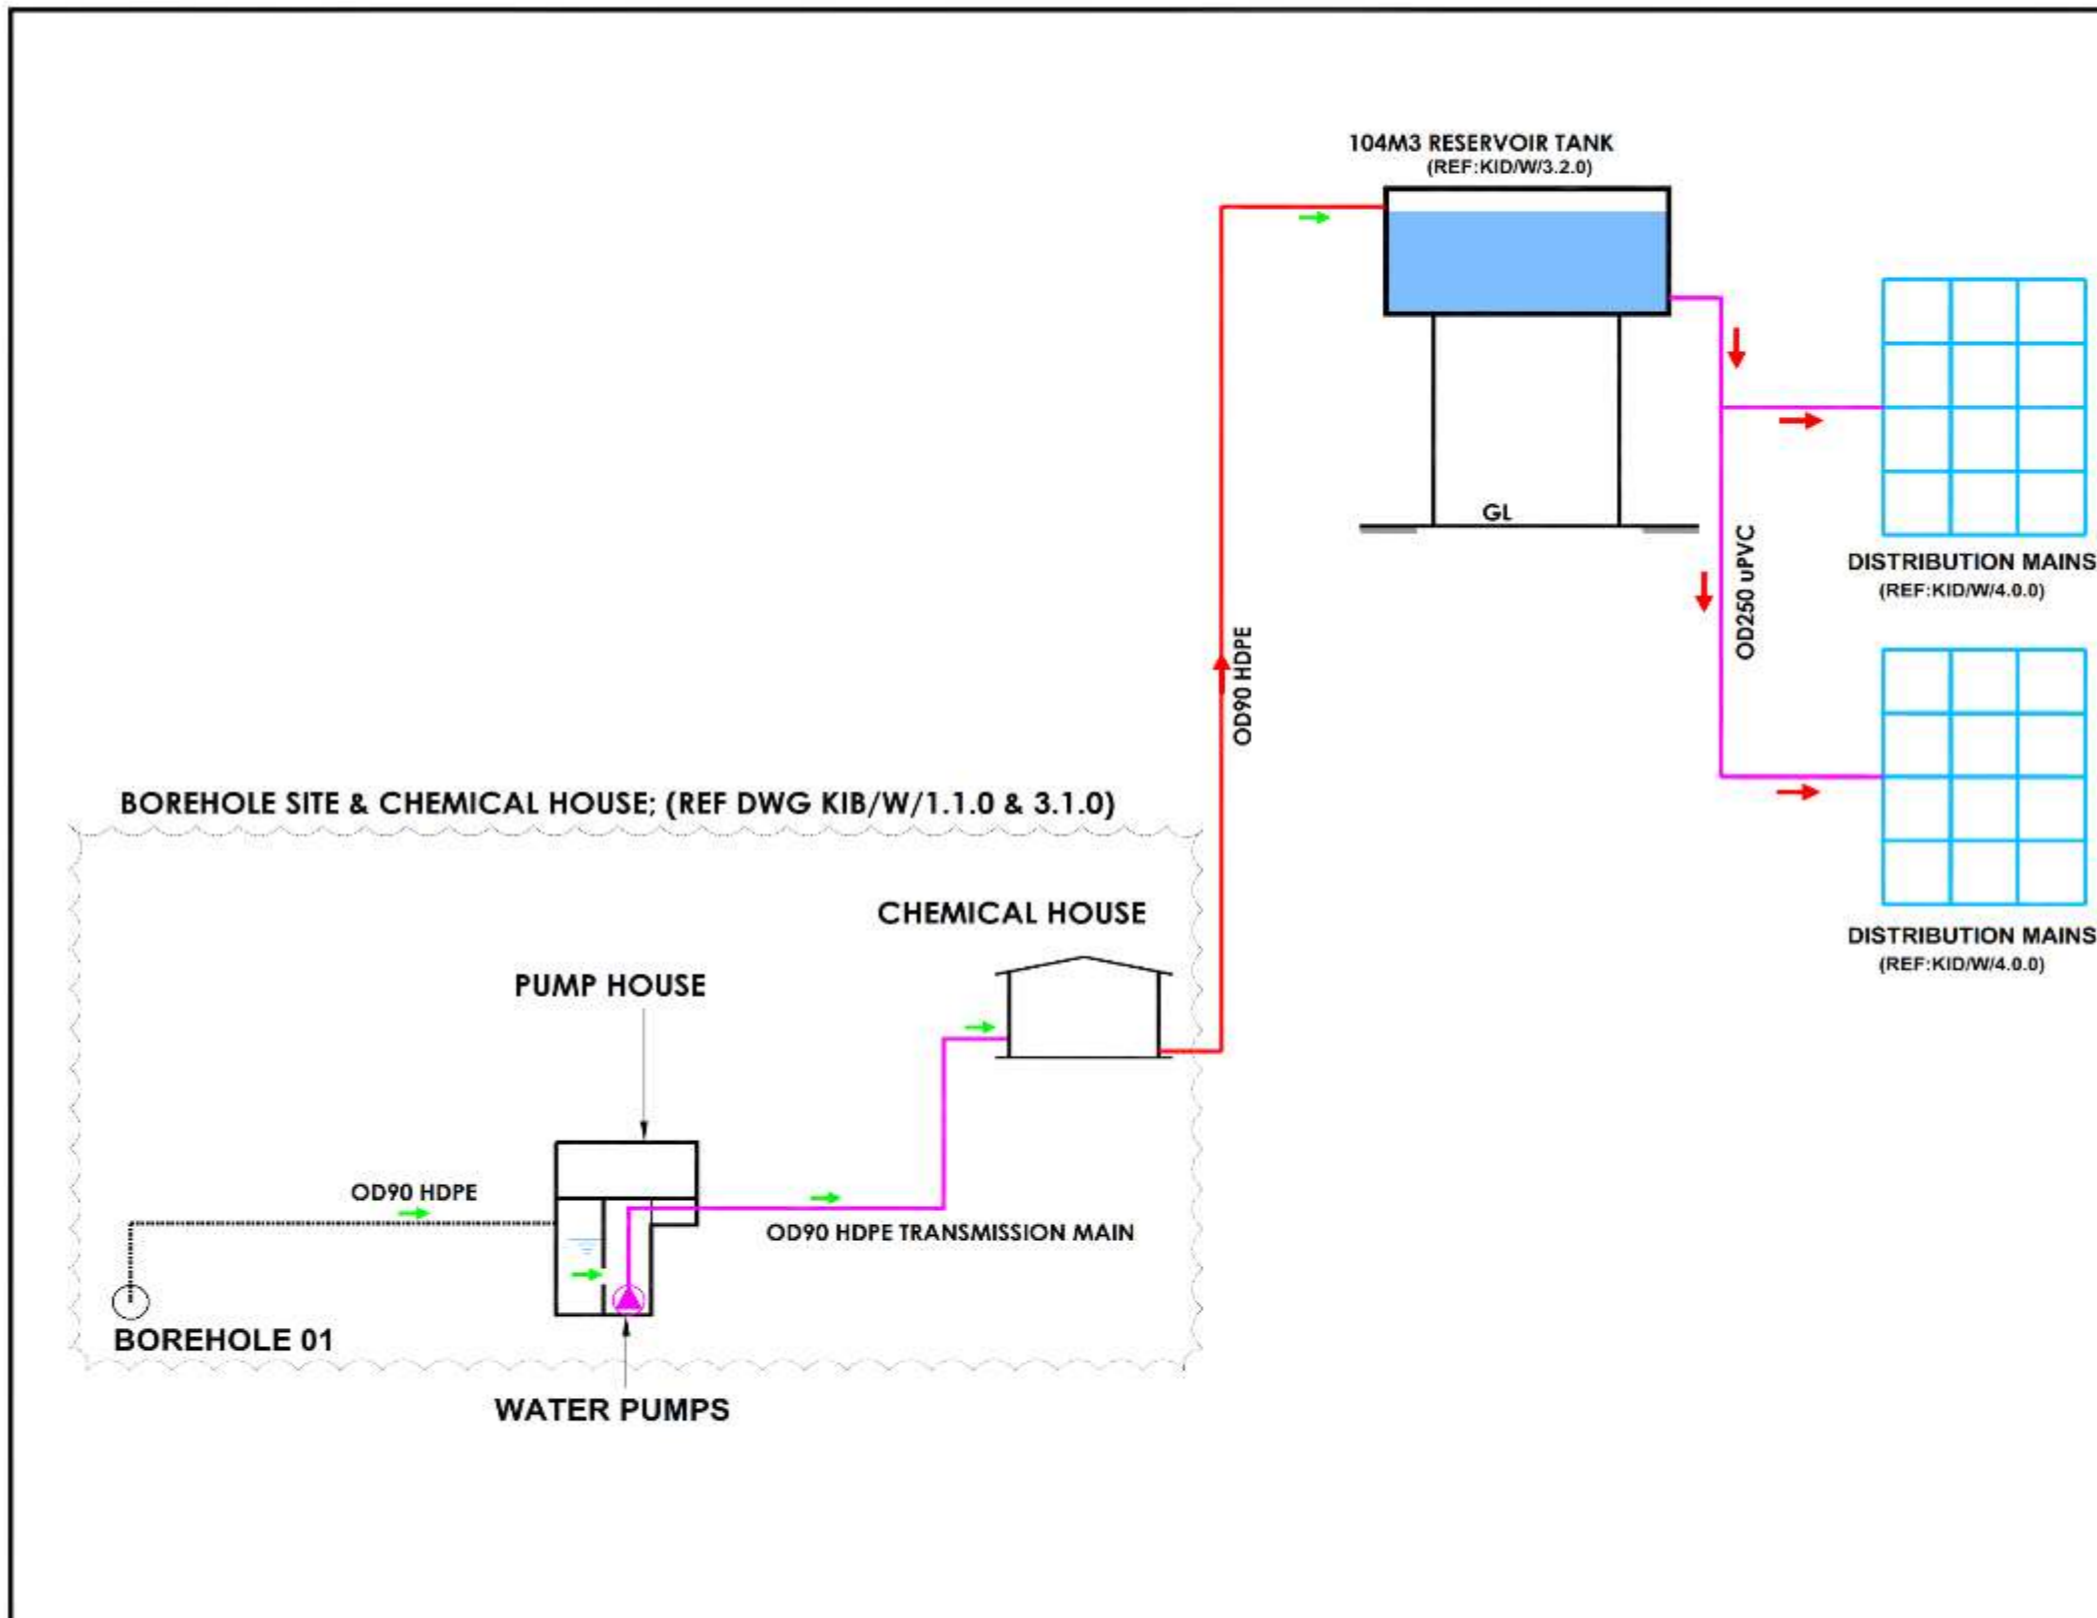 104M3 RESERVOIR TANK
(REF:KID/W/3.2.0)
GL
OD250 uPVC
DISTRIBUTION MAINS
(REF:KID/W/4.0.0)
OD90 HDPE
DISTRIBUTION MAINS
(REF:KID/W/4.0.0)
BOREHOLE SITE & CHEMICAL HOUSE; (REF DWG KIB/W/1.1.0 & 3.1.0)
CHEMICAL HOUSE
PUMP HOUSE
OD90 HDPE
OD90 HDPE TRANSMISSION MAIN
BOREHOLE 01
WATER PUMPS